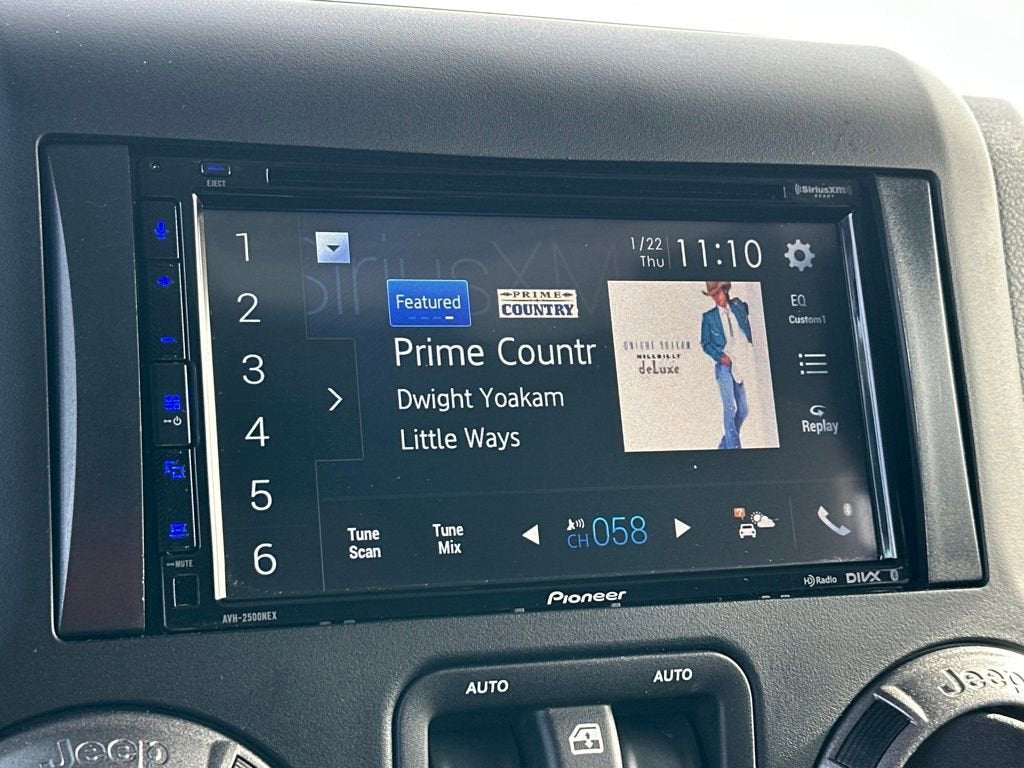 EJECT
SiriusXM
READY
SiriusXM
1
2
3
4
5
6
1/22
Thu
11:10
Featured
PRIME
COUNTRY
Prime Countr
Dwight Yoakam
Little Ways
DWIGHT YOAKAM
HILLBILLY
deLuxe
EQ
Custom1
Replay
Tune
Scan
Tune
Mix
CH 058
MUTE
AVH-2500NEX
Pioneer
HD Radio
DIVX
AUTO
AUTO
Jeep
Jeep